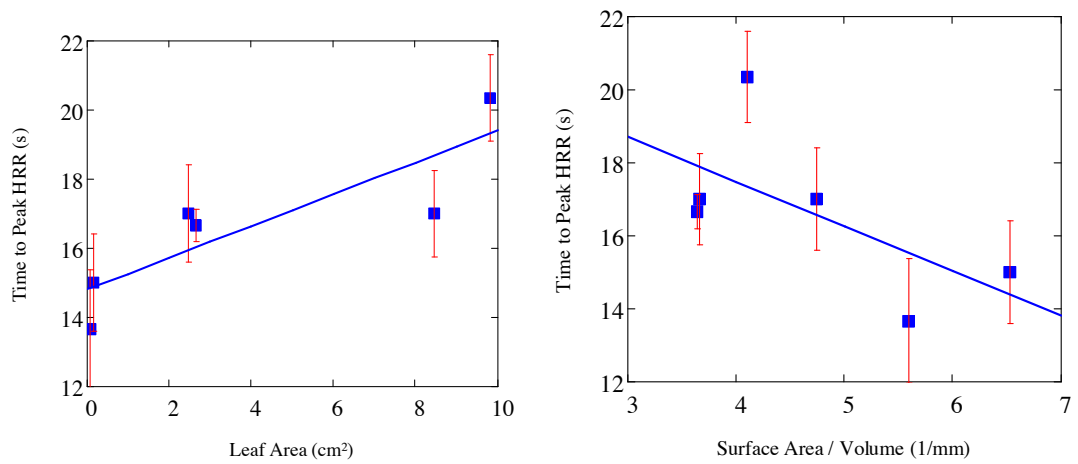 22
20
18
16
14
12
Time to Peak HRR (s)
0 2 4 6 8 10
Leaf Area (cm²)
22
20
18
16
14
12
Time to Peak HRR (s)
3 4 5 6 7
Surface Area / Volume (1/mm)